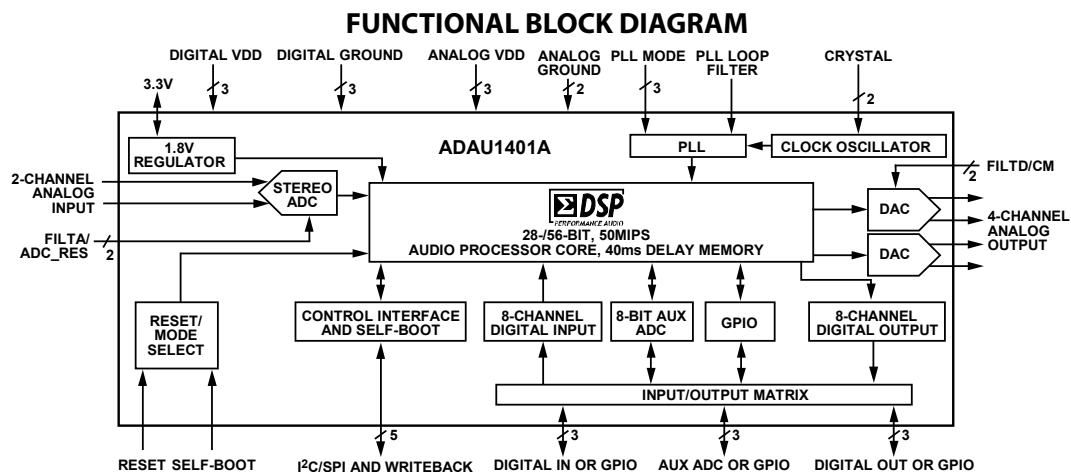 FUNCTIONAL BLOCK DIAGRAM
DIGITAL VDD
DIGITAL GROUND
ANALOG VDD
ANALOG
GROUND
PLL MODE
PLL LOOP
FILTER
CRYSTAL
3.3V
3
3
3
2
3
2
1.8V
REGULATOR
ADAU1401A
PLL
CLOCK OSCILLATOR
2-CHANNEL
ANALOG
INPUT
STEREO
ADC
FILTA/
ADC_RES
2
ΣDSP
PERFORMANCE AUDIO
28-/56-BIT, 50MIPS
AUDIO PROCESSOR CORE, 40ms DELAY MEMORY
2
FILTD/CM
DAC
DAC
4-CHANNEL
ANALOG
OUTPUT
RESET/
MODE
SELECT
CONTROL INTERFACE
AND SELF-BOOT
8-CHANNEL
DIGITAL INPUT
8-BIT AUX
ADC
GPIO
8-CHANNEL
DIGITAL OUTPUT
INPUT/OUTPUT MATRIX
5
3
3
3
RESET
SELF-BOOT
I²C/SPI AND WRITEBACK
DIGITAL IN OR GPIO
AUX ADC OR GPIO
DIGITAL OUT OR GPIO